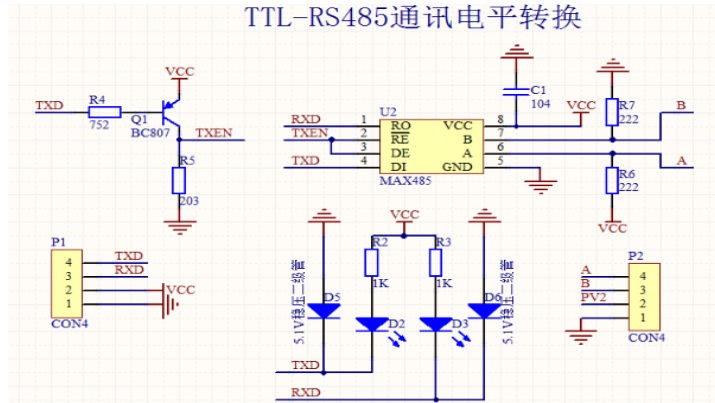 TTL-RS485通讯电平转换
VCC
TXD
R4
752
Q1
BC807
TXEN
R5
203
U2
RXD 1 RO VCC 8
TXEN 2 RE B 7
3 DE A 6
TXD 4 DI GND 5
MAX485
C1
104
VCC
R7
222
B
A
R6
222
VCC
P1
4 TXD
3 RXD
2 VCC
1
CON4
VCC
R2
1K
R3
1K
D5
5.1V稳压二级管
D2
D3
D6
5.1V稳压二级管
TXD
RXD
P2
A 4
B 3
PV2 2
1
CON4